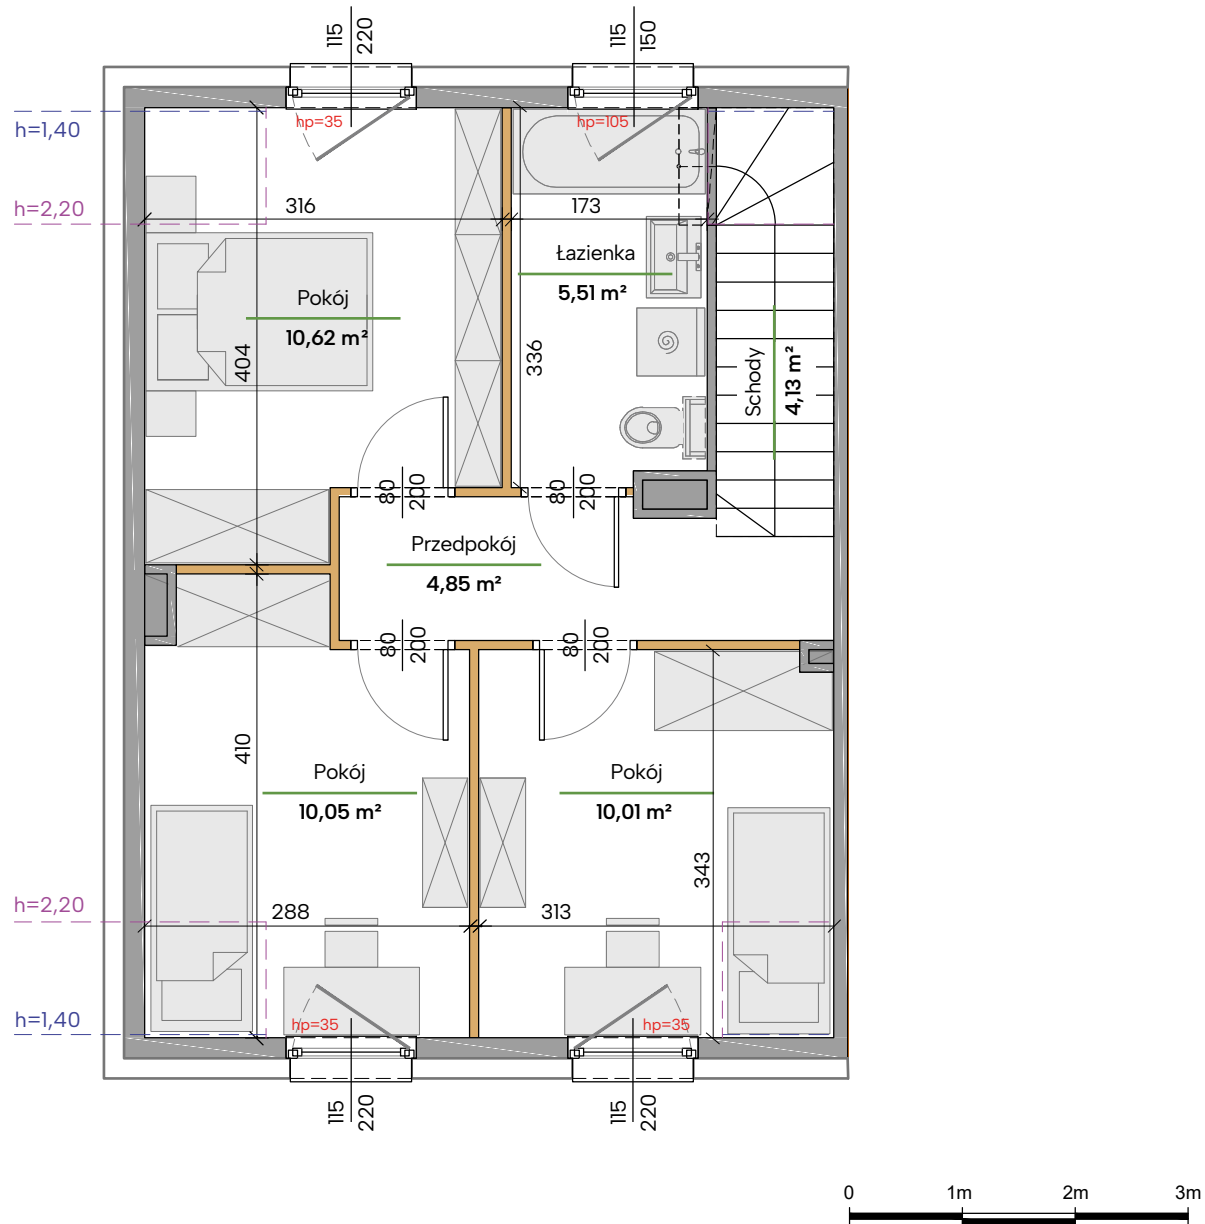 115
220
115
150
h=1,40
hp=35
hp=105
h=2,20
316
173
Łazienka
5,51 m²
Pokój
10,62 m²
404
336
Schody
4,13 m²
80
200
80
200
Przedpokój
4,85 m²
80
200
80
200
410
Pokój
10,05 m²
Pokój
10,01 m²
343
h=2,20
288
313
h=1,40
hp=35
hp=35
115
220
115
220
0 1m 2m 3m